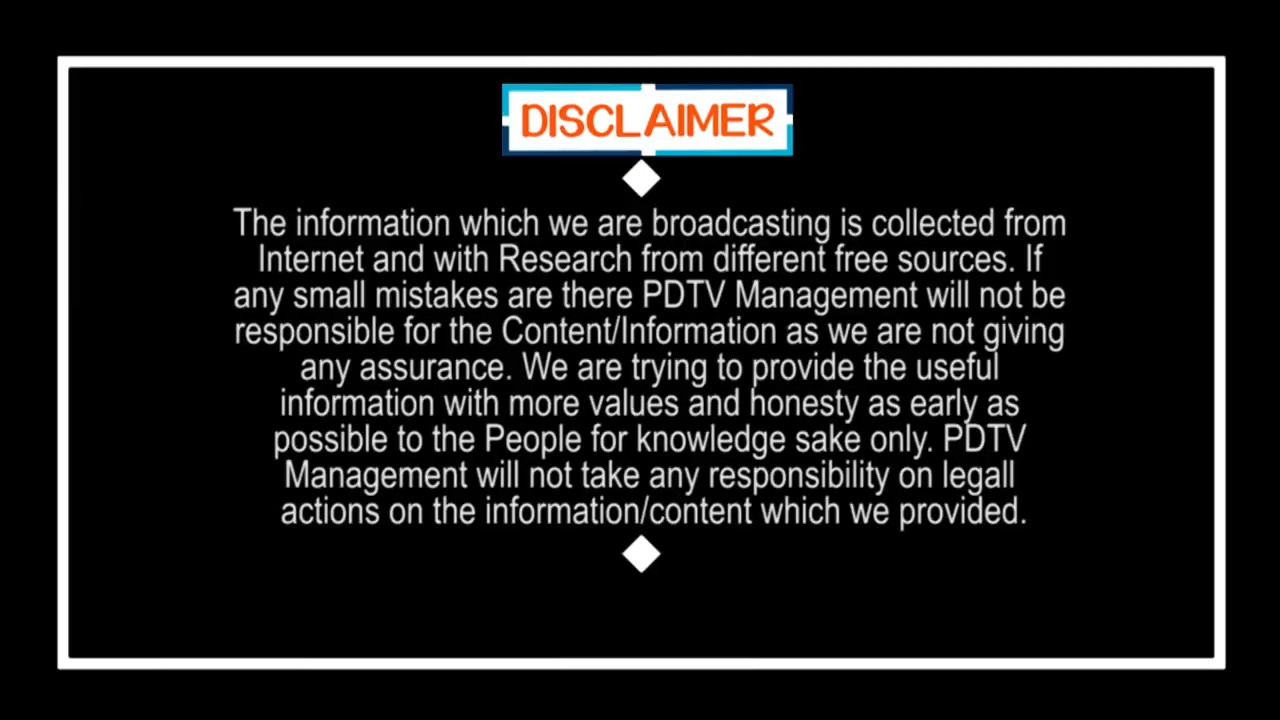 DISCLAIMER
The information which we are broadcasting is collected from
Internet and with Research from different free sources. If
any small mistakes are there PDTV Management will not be
responsible for the Content/Information as we are not giving
any assurance. We are trying to provide the useful
information with more values and honesty as early as
possible to the People for knowledge sake only. PDTV
Management will not take any responsibility on legall
actions on the information/content which we provided.